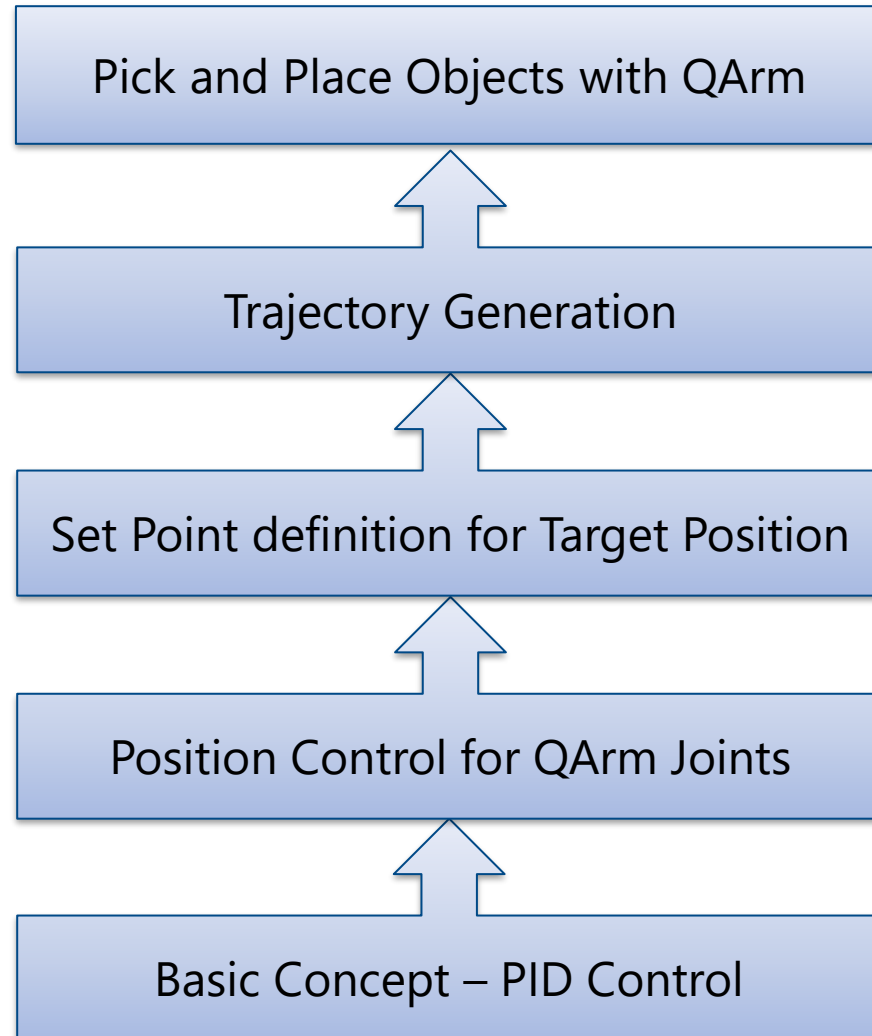 Pick and Place Objects with QArm
Trajectory Generation
Set Point definition for Target Position
Position Control for QArm Joints
Basic Concept – PID Control